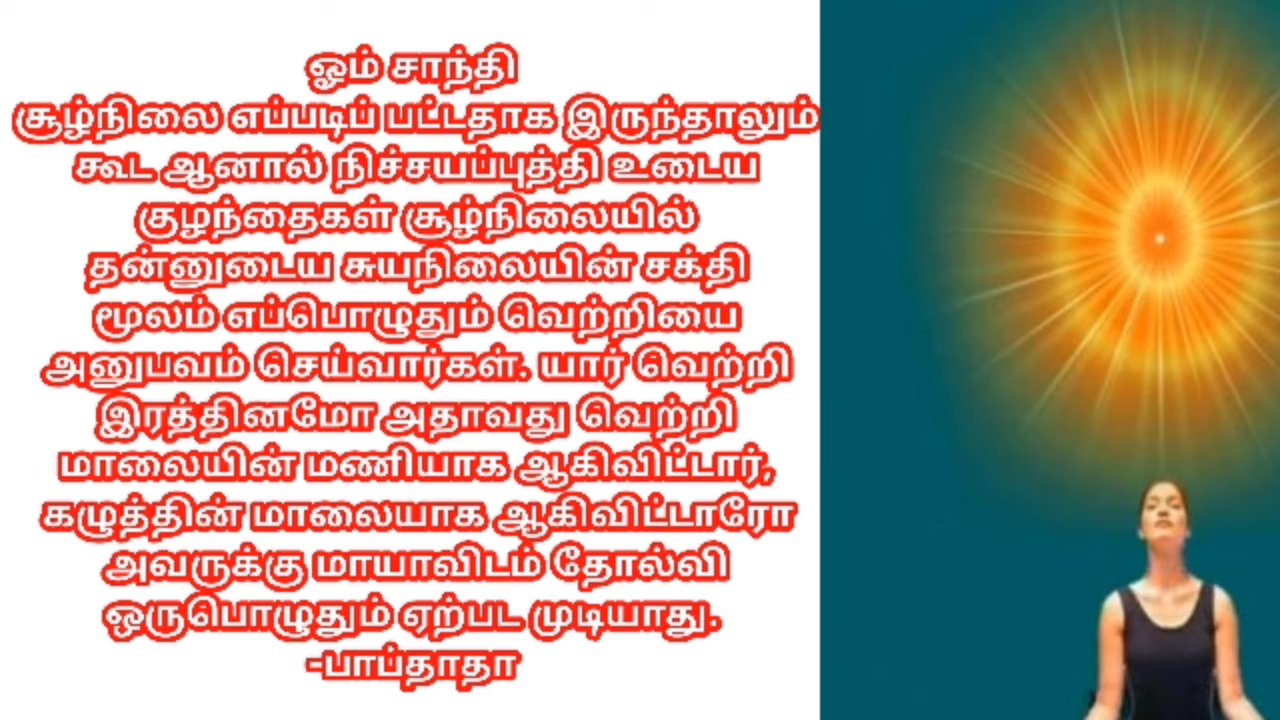 ஓம் சாந்தி
சூழ்நிலை எப்படிப் பட்டதாக இருந்தாலும்
கூட ஆனால் நிச்சயப்புத்தி உடைய
குழந்தைகள் சூழ்நிலையில்
தன்னுடைய சுயநிலையின் சக்தி
மூலம் எப்பொழுதும் வெற்றியை
அனுபவம் செய்வார்கள். யார் வெற்றி
இரத்தினமோ அதாவது வெற்றி
மாலையின் மணியாக ஆகிவிட்டார்,
கழுத்தின் மாலையாக ஆகிவிட்டாரோ
அவருக்கு மாயாவிடம் தோல்வி
ஒருபொழுதும் ஏற்பட முடியாது.
-பாப்தாதா